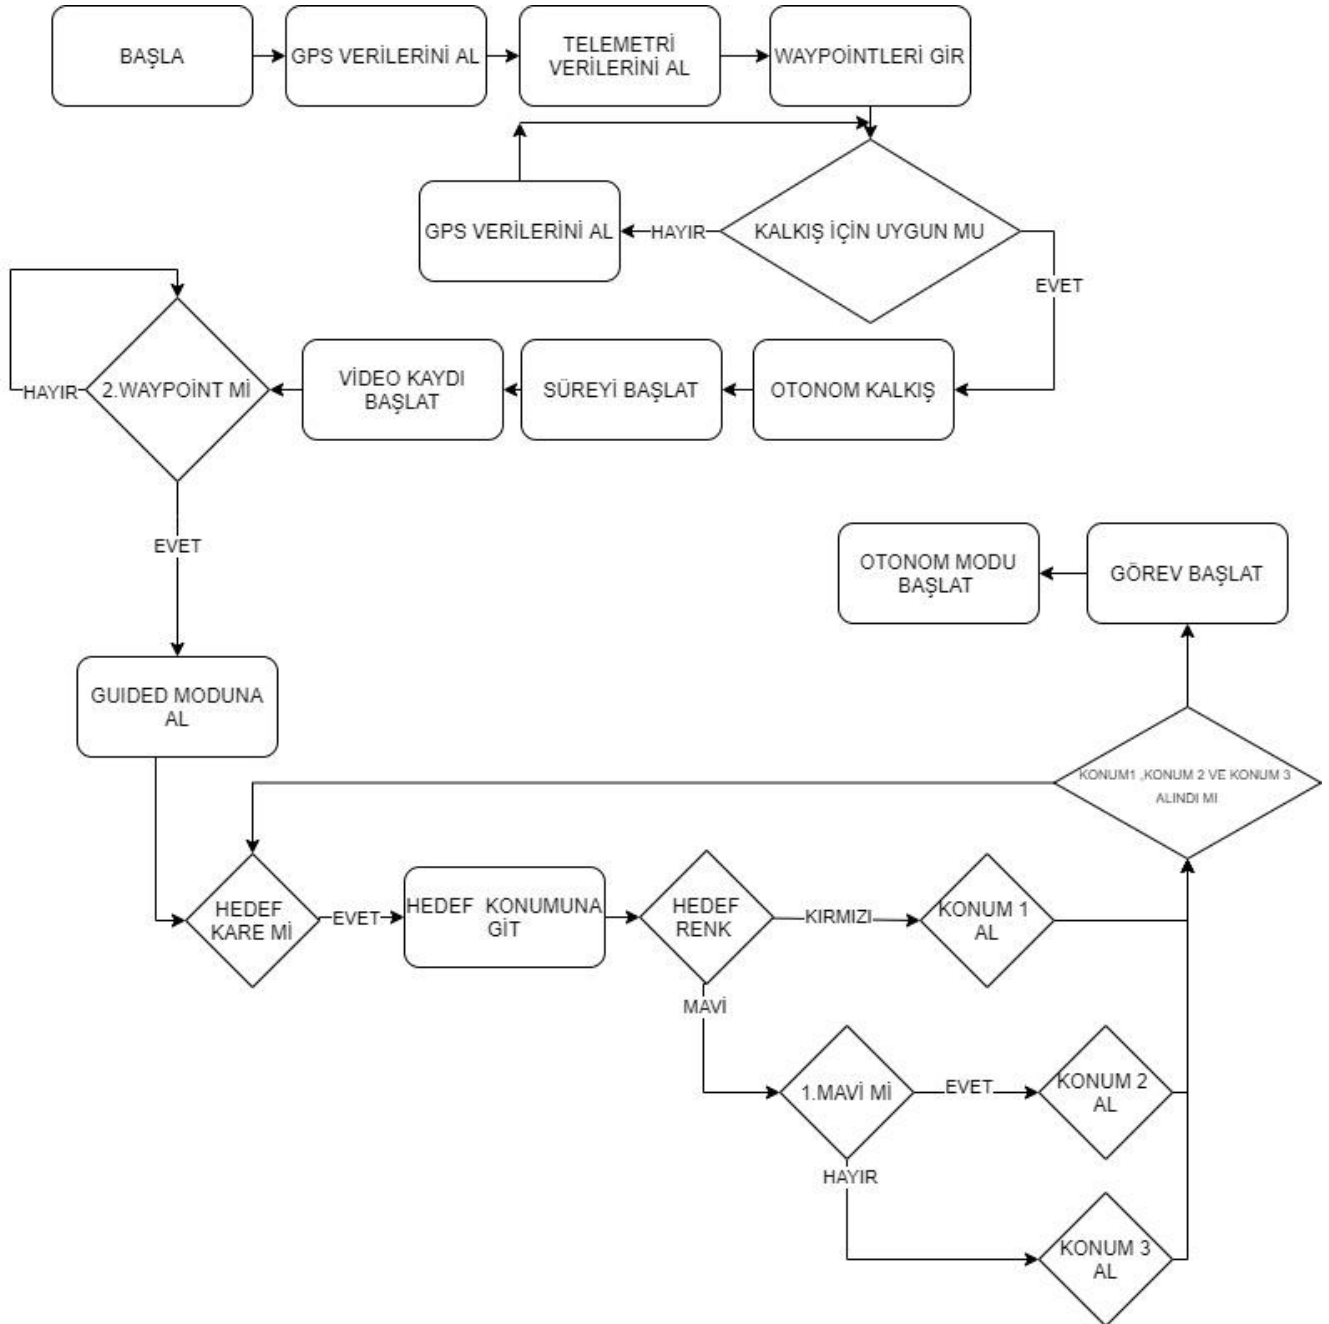 BAŞLA
GPS VERİLERİNİ AL
TELEMETRİ
VERİLERİNİ AL
WAYPOINTLERİ GİR
GPS VERİLERİNİ AL
HAYIR
KALKIŞ İÇİN UYGUN MU
EVET
HAYIR
2.WAYPOİNT Mİ
VİDEO KAYDI
BAŞLAT
SÜREYİ BAŞLAT
OTONOM KALKIŞ
EVET
OTONOM MODU
BAŞLAT
GÖREV BAŞLAT
GUIDED MODUNA
AL
KONUM1 ,KONUM 2 VE KONUM 3
ALINDI MI
HEDEF
KARE Mİ
EVET
HEDEF KONUMUNA
GİT
HEDEF
RENK
KIRMIZI
KONUM 1
AL
MAVİ
1.MAVİ Mİ
EVET
KONUM 2
AL
HAYIR
KONUM 3
AL